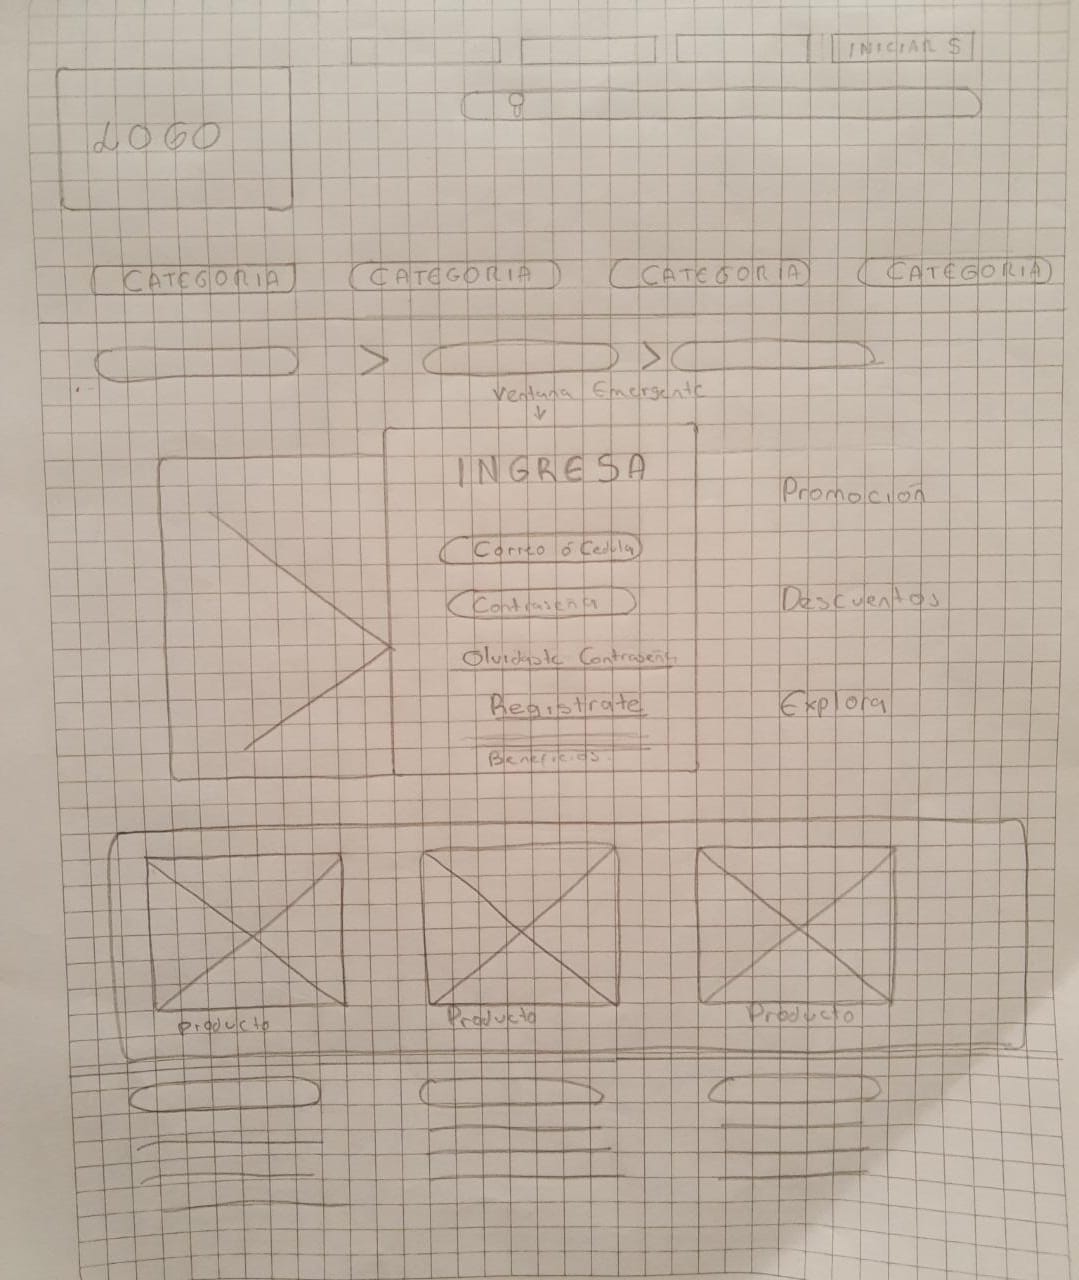 INICIAR S
LOGO
CATEGORIA CATEGORIA CATEGORIA CATEGORIA
> >
Ventana Emergente
INGRESA
Promoción
Correo ó Cedula
Contraseña
Descuentos
Olvidaste Contraseña
Registrate
Explora
Beneficios
Producto Producto Producto